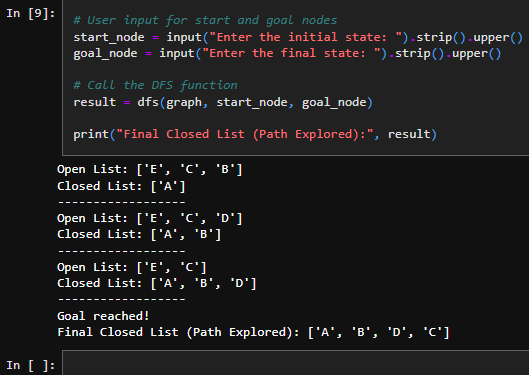 In [9]:
# User input for start and goal nodes
start_node = input("Enter the initial state: ").strip().upper()
goal_node = input("Enter the final state: ").strip().upper()
# Call the DFS function
result = dfs(graph, start_node, goal_node)
print("Final Closed List (Path Explored):", result)
Open List: ['E', 'C', 'B']
Closed List: ['A']
------------------
Open List: ['E', 'C', 'D']
Closed List: ['A', 'B']
------------------
Open List: ['E', 'C']
Closed List: ['A', 'B', 'D']
------------------
Goal reached!
Final Closed List (Path Explored): ['A', 'B', 'D', 'C']
In [ ]: